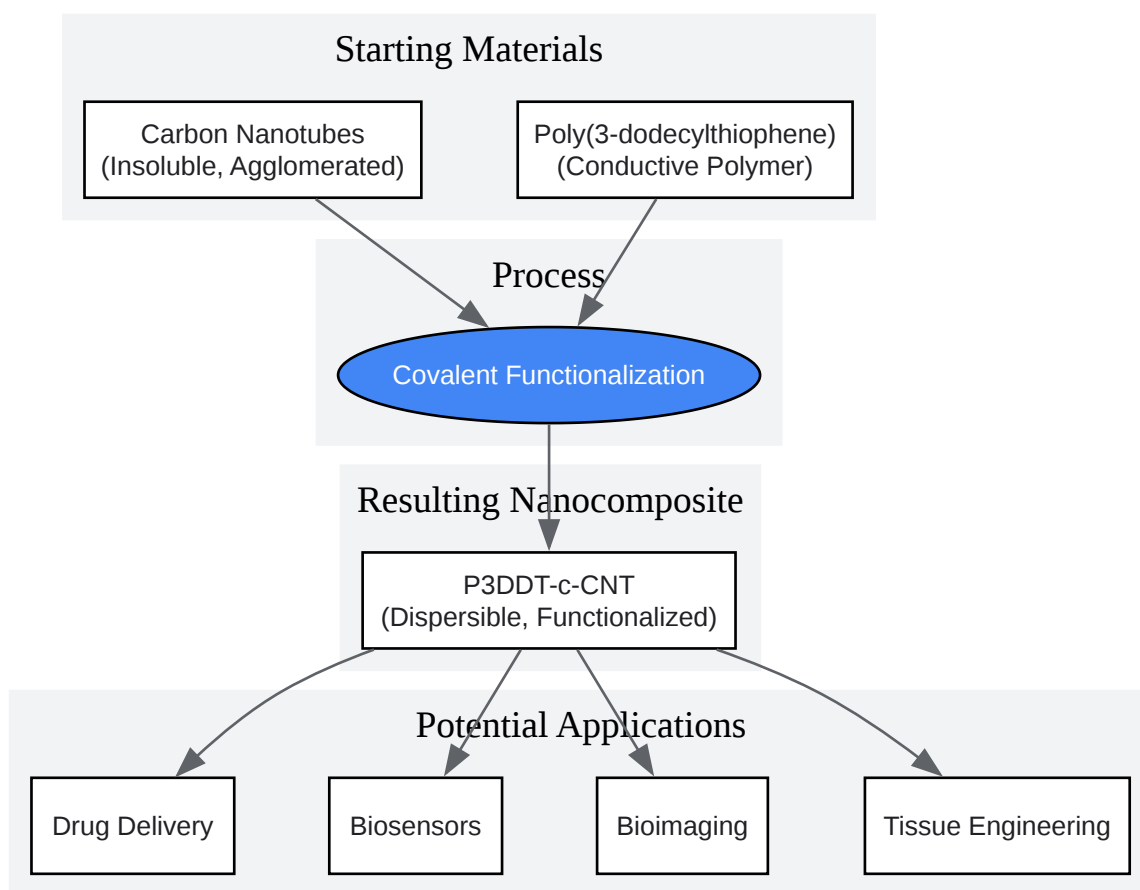 Starting Materials
Carbon Nanotubes
(Insoluble, Agglomerated)
Poly(3-dodecylthiophene)
(Conductive Polymer)
Process
Covalent Functionalization
Resulting Nanocomposite
P3DDT-c-CNT
(Dispersible, Functionalized)
Potential Applications
Drug Delivery
Biosensors
Bioimaging
Tissue Engineering